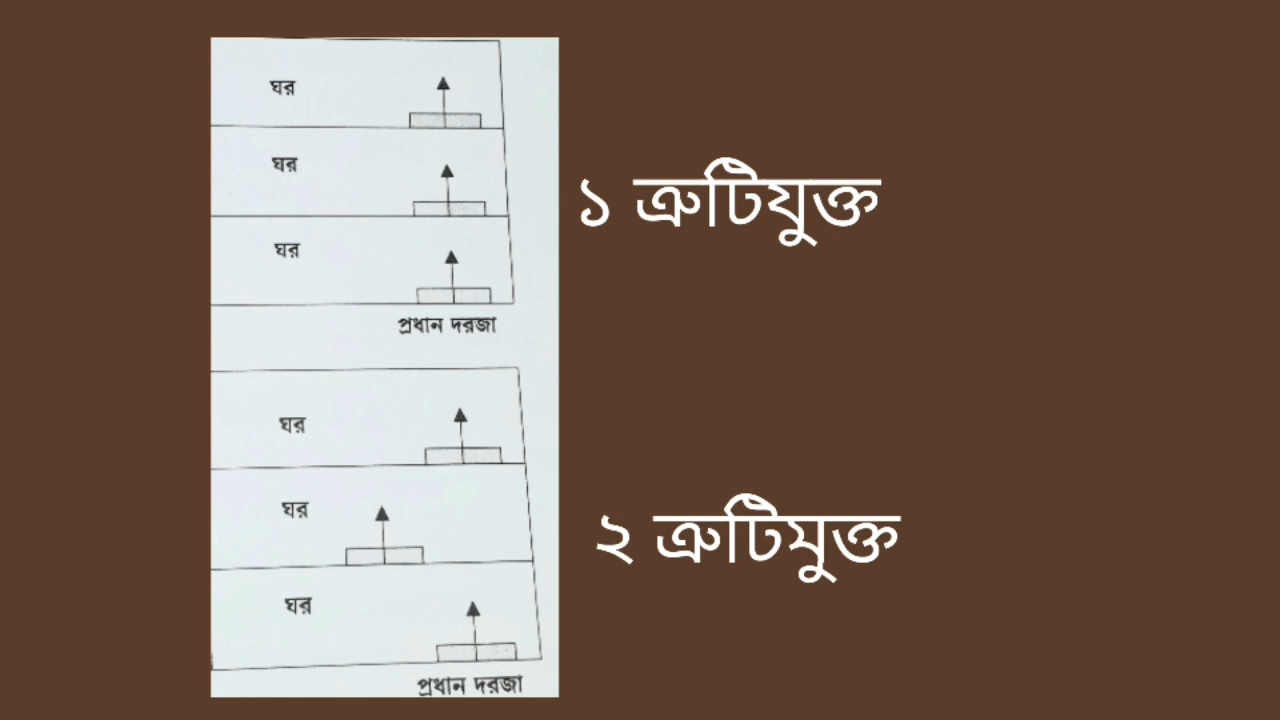 ঘর
ঘর
ঘর
প্রধান দরজা
১ ত্রুটিযুক্ত
ঘর
ঘর
ঘর
প্রধান দরজা
২ ত্রুটিমুক্ত